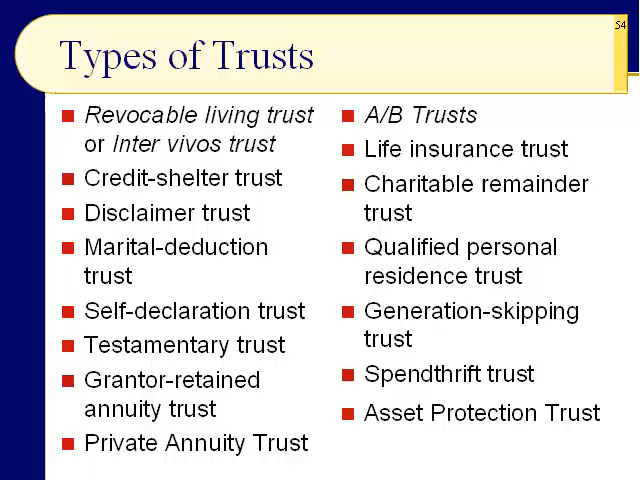 54
Types of Trusts
Revocable living trust
or Inter vivos trust
Credit-shelter trust
Disclaimer trust
Marital-deduction
trust
Self-declaration trust
Testamentary trust
Grantor-retained
annuity trust
Private Annuity Trust
A/B Trusts
Life insurance trust
Charitable remainder
trust
Qualified personal
residence trust
Generation-skipping
trust
Spendthrift trust
Asset Protection Trust